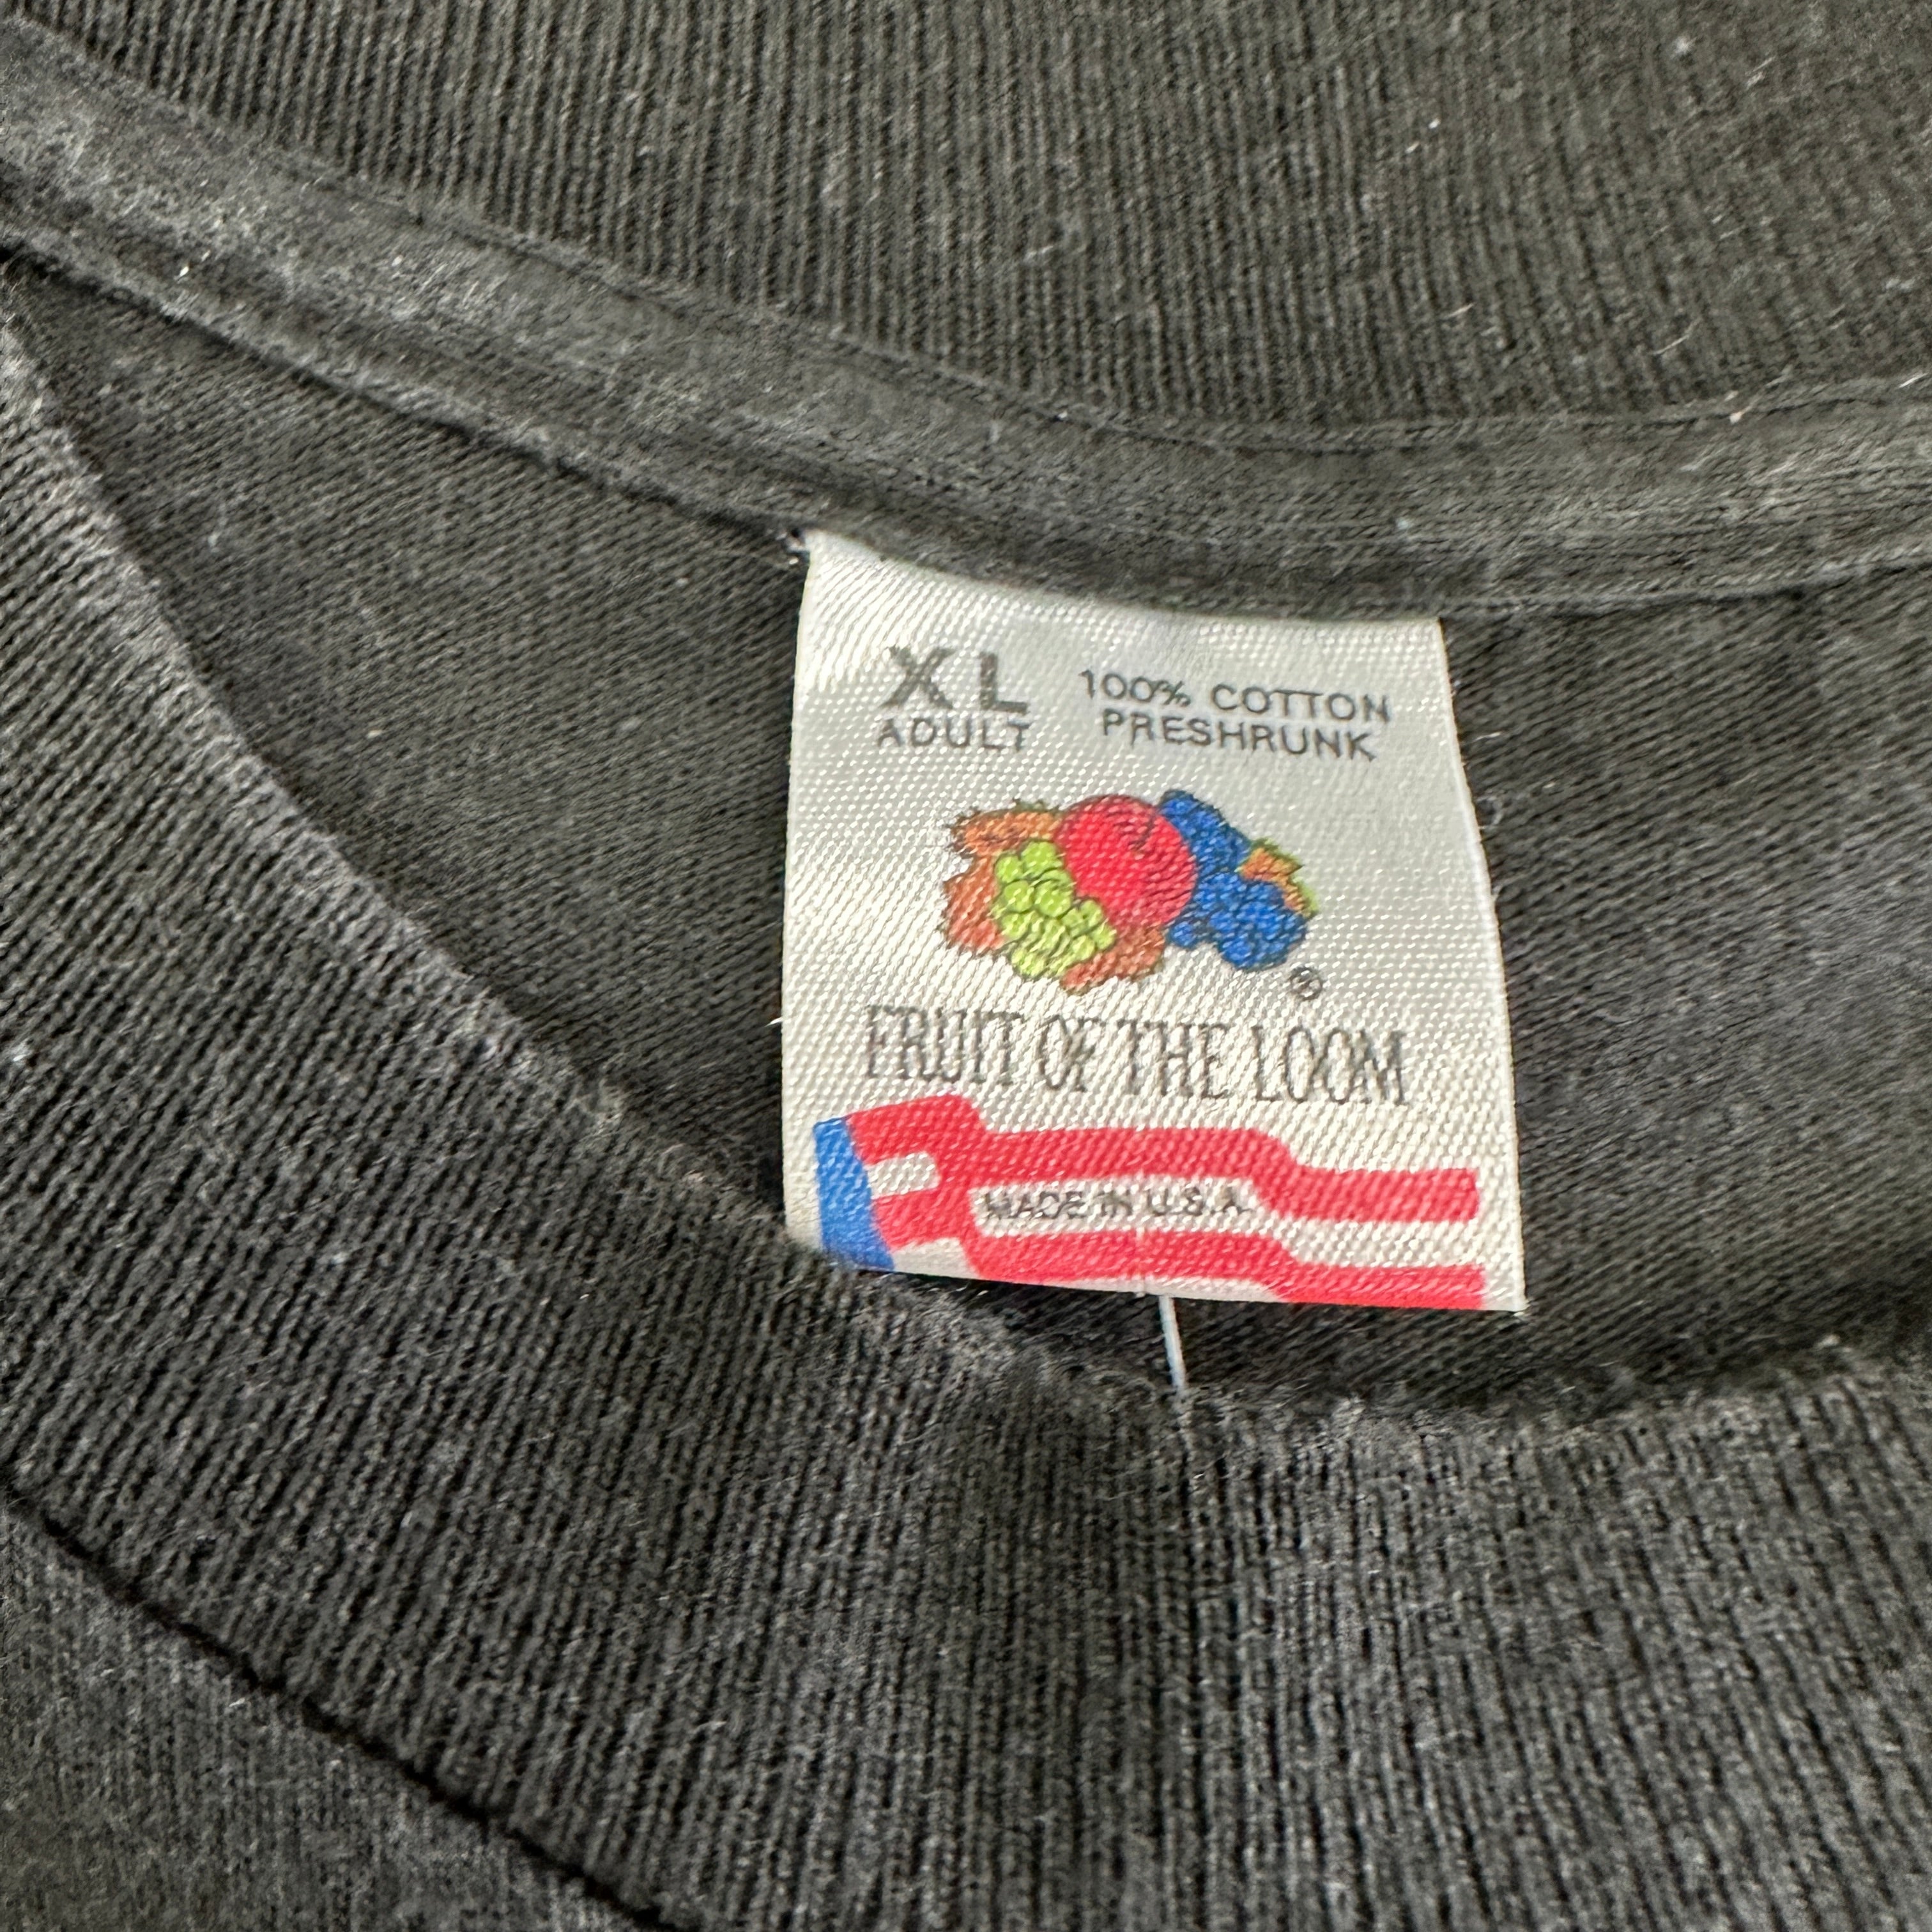 XL
ADULT
100% COTTON
PRESHRUNK
®
FRUIT OF THE LOOM
MADE IN U.S.A.